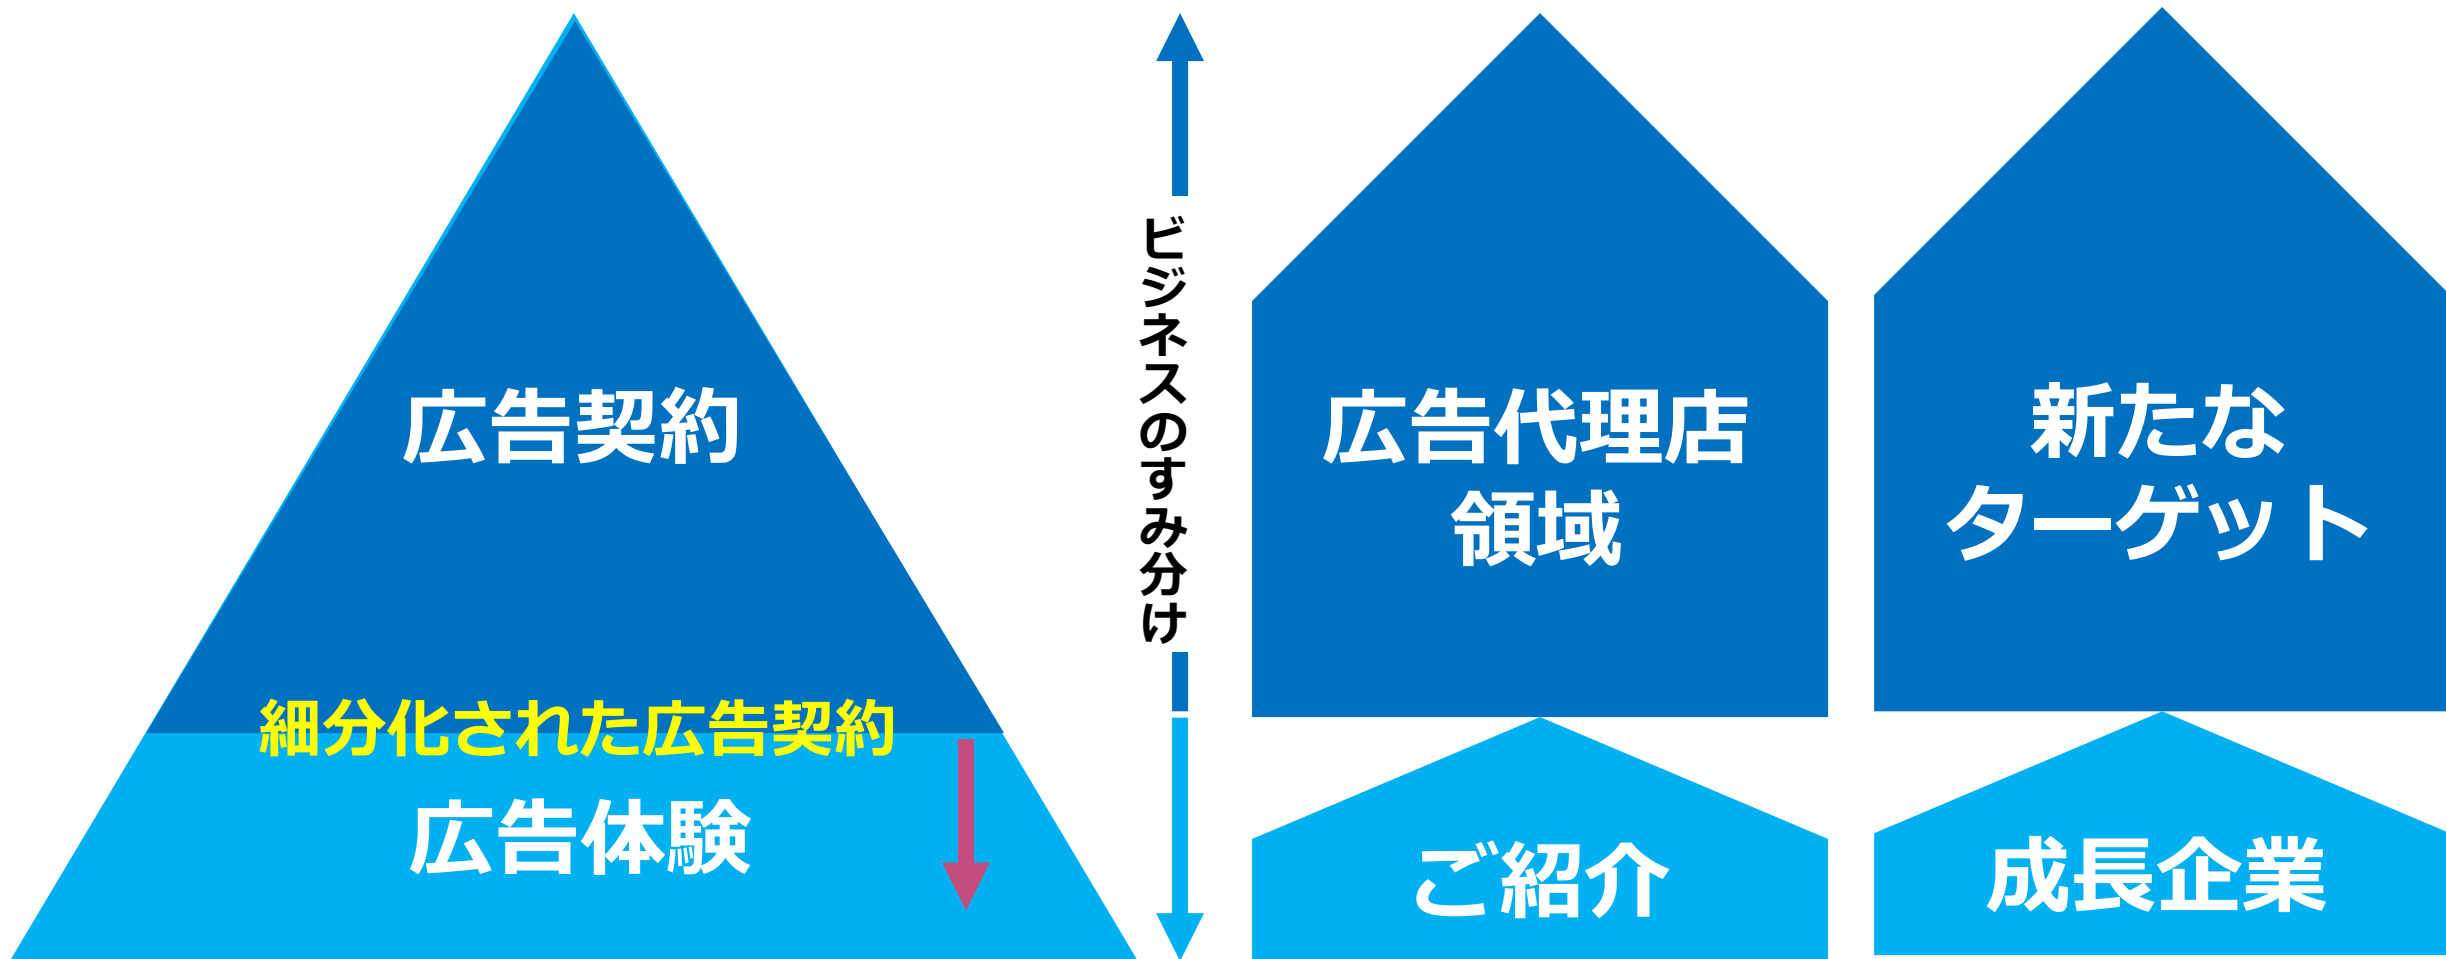 広告契約
細分化された広告契約
広告体験
ビジネスのすみ分け
広告代理店
領域
ご紹介
新たな
ターゲット
成長企業